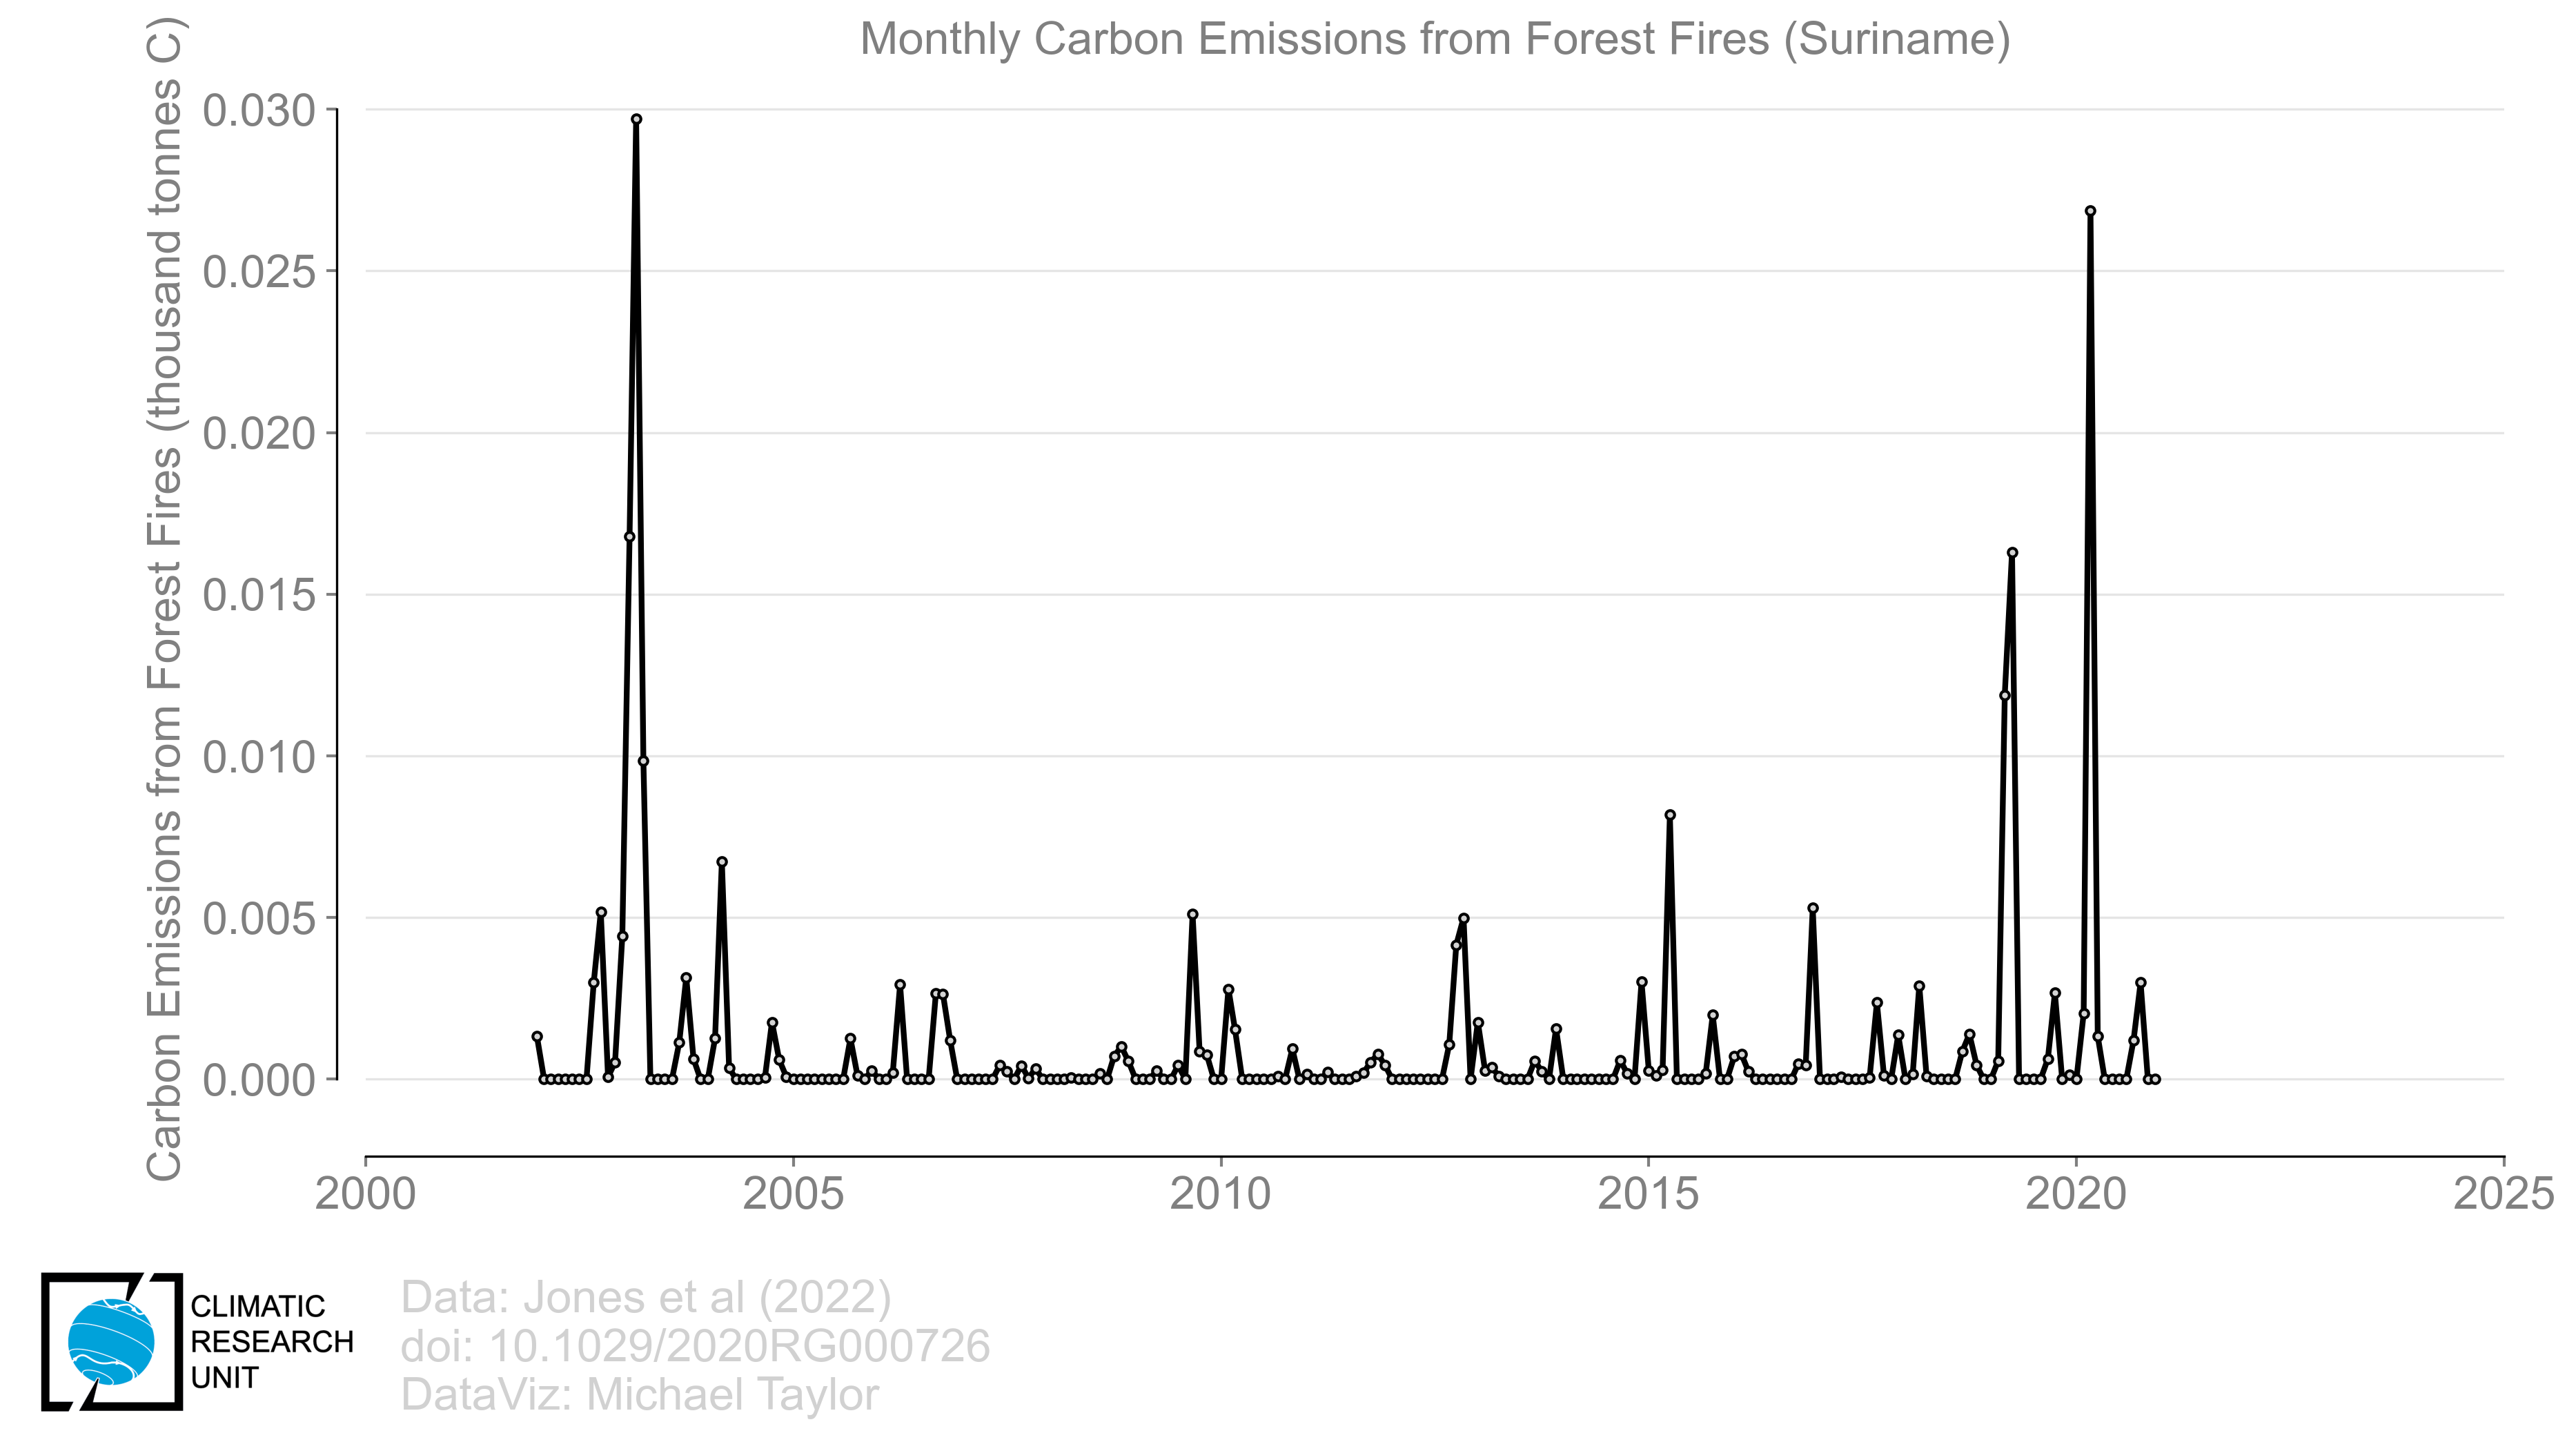 Monthly Carbon Emissions from Forest Fires (Suriname)
Carbon Emissions from Forest Fires (thousand tonnes C)
0.030
0.025
0.020
0.015
0.010
0.005
0.000
2000 2005 2010 2015 2020 2025
CLIMATIC
RESEARCH
UNIT
Data: Jones et al (2022)
doi: 10.1029/2020RG000726
DataViz: Michael Taylor